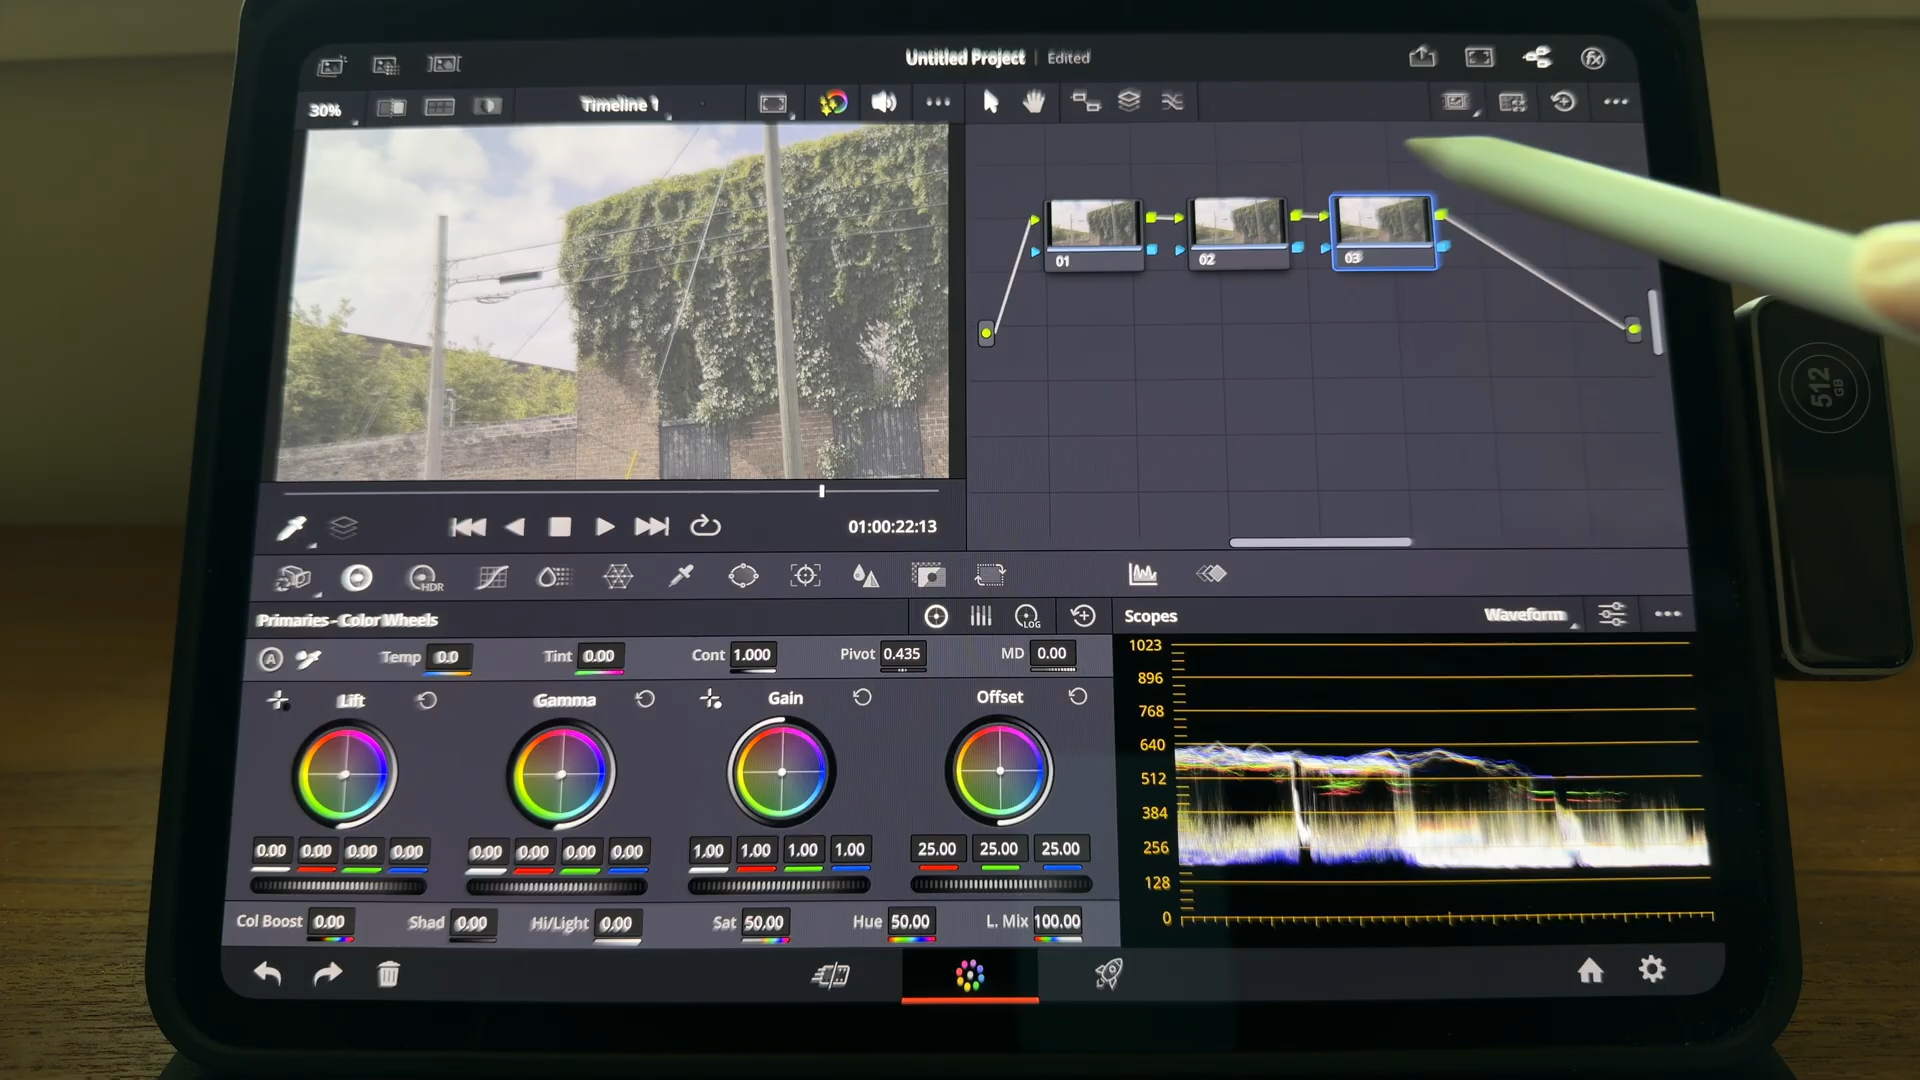 Untitled Project | Edited
30%
Timeline 1
01
02
03
512
GB
01:00:22:13
HDR
Primaries - Color Wheels
LOG
Scopes
Waveform
A
Temp 0.0
Tint 0.00
Cont 1.000
Pivot 0.435
MD 0.00
Lift
Gamma
Gain
Offset
0.00 0.00 0.00 0.00
0.00 0.00 0.00 0.00
1.00 1.00 1.00 1.00
25.00 25.00 25.00
Col Boost 0.00
Shad 0.00
Hi/Light 0.00
Sat 50.00
Hue 50.00
L. Mix 100.00
1023
896
768
640
512
384
256
128
0